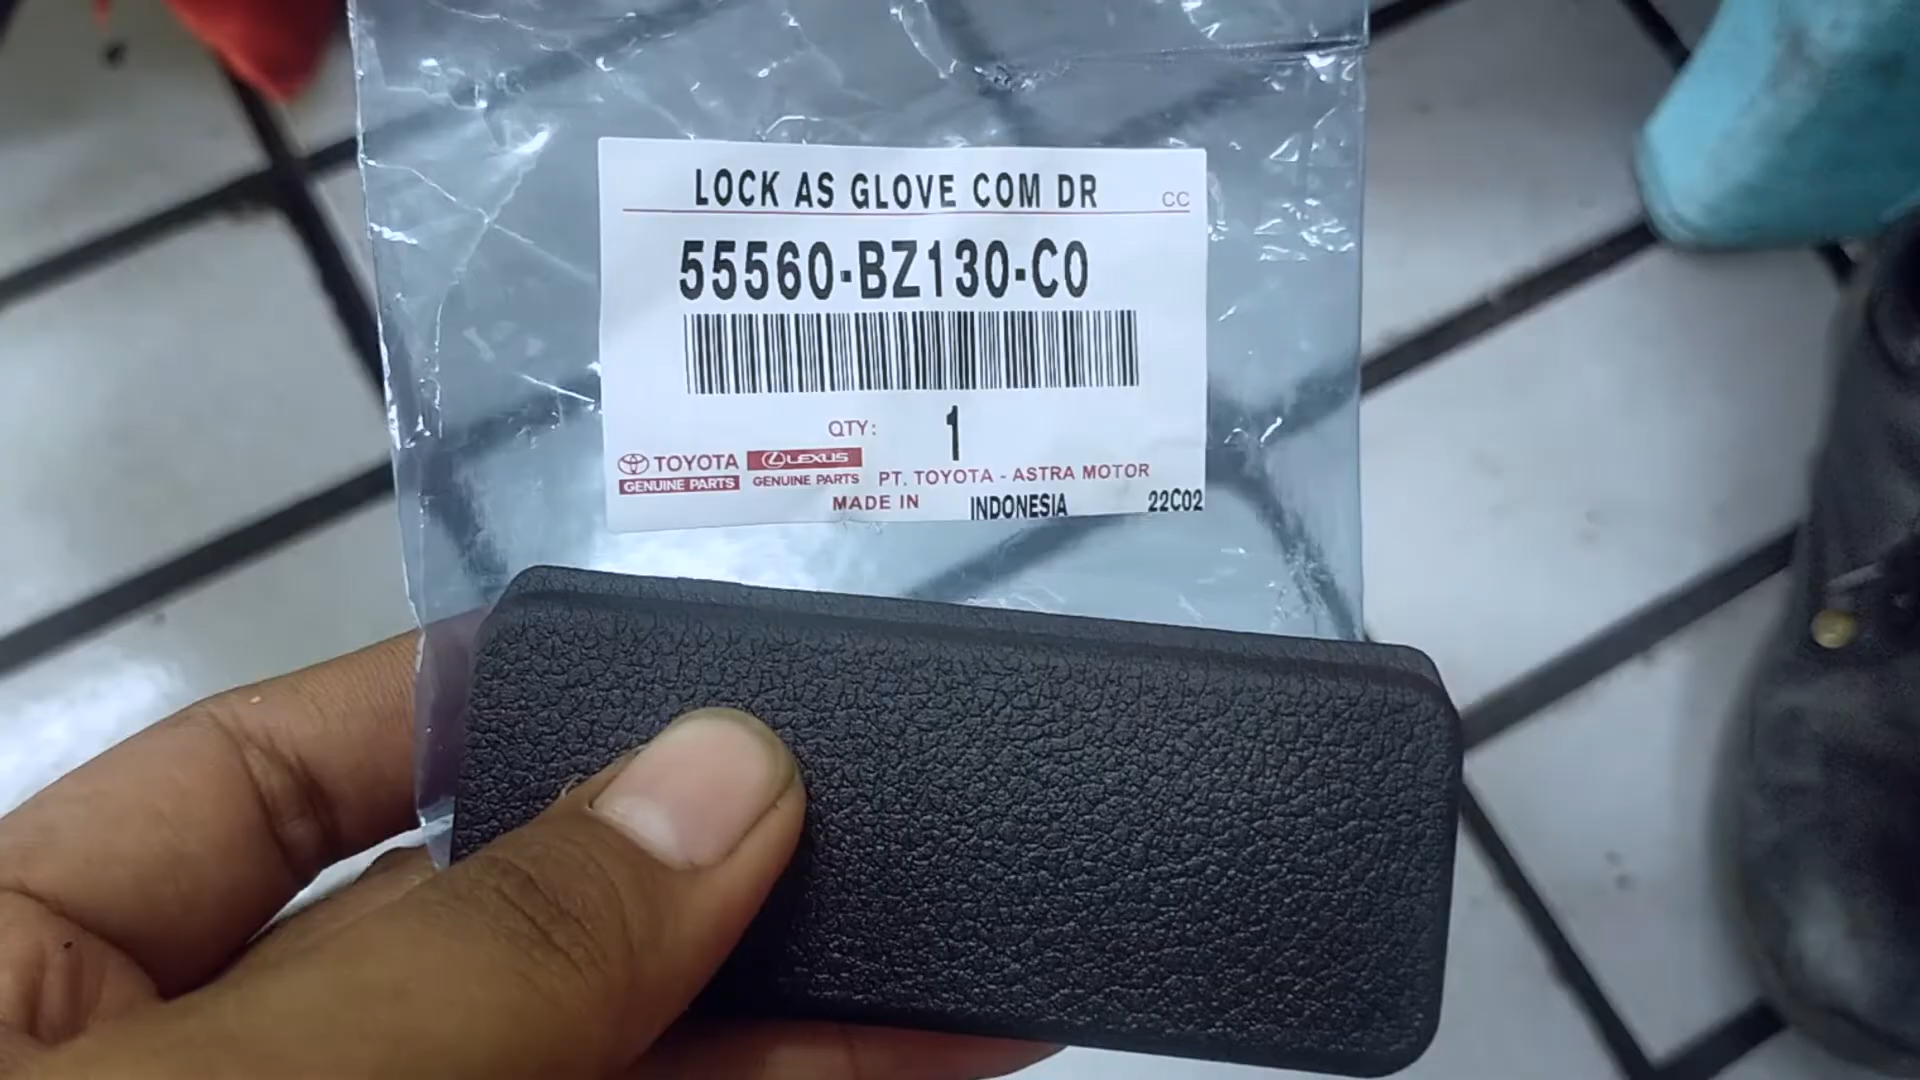 LOCK AS GLOVE COM DR
CC
55560-BZ130-C0
QTY: 1
TOYOTA
GENUINE PARTS
LEXUS
GENUINE PARTS
PT. TOYOTA - ASTRA MOTOR
MADE IN INDONESIA 22C02